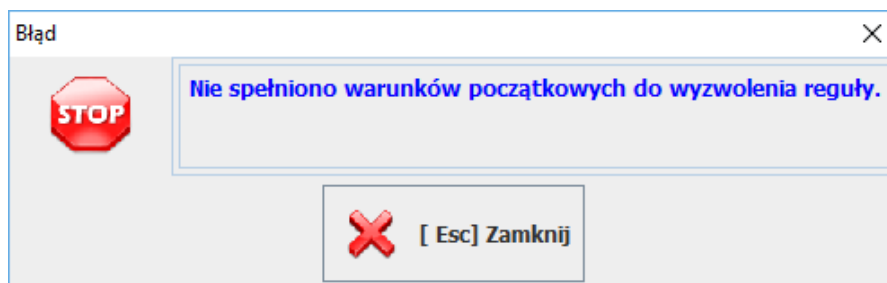 Błąd
STOP
Nie spełniono warunków początkowych do wyzwolenia reguły.
[ Esc] Zamknij